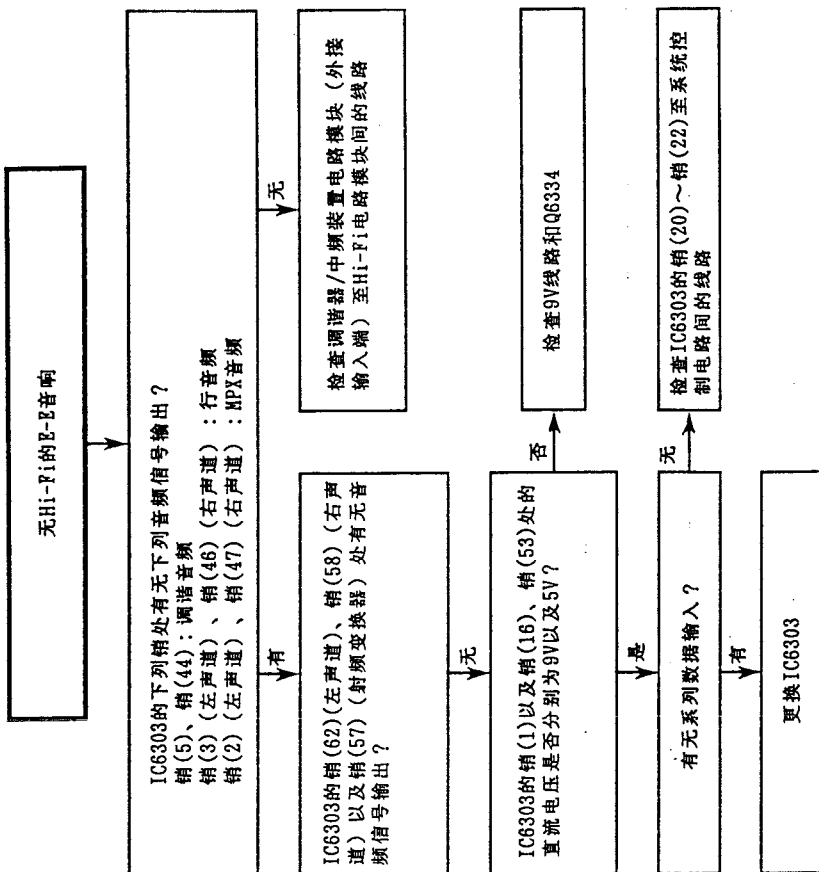 无Hi-Fi的E-E音响
IC6303的下列销处有无下列音频信号输出?
销(5)、销(44):调谐音频
销(3)(左声道)、销(46)(右声道):行音频
销(2)(左声道)、销(47)(右声道):MPX音频
有
无
检查调谐器/中频装置电路模块(外接
输入端)至Hi-Fi电路模块间的线路
IC6303的销(62)(左声道)、销(58)(右声
道)以及销(57)(射频变换器)处有无音
频信号输出?
无
IC6303的销(1)以及销(16)、销(53)处的
直流电压是否分别为9V以及5V?
否
检查9V线路和Q6334
是
有无系列数据输入?
无
检查IC6303的销(20)~销(22)至系统控
制电路间的线路
有
更换IC6303